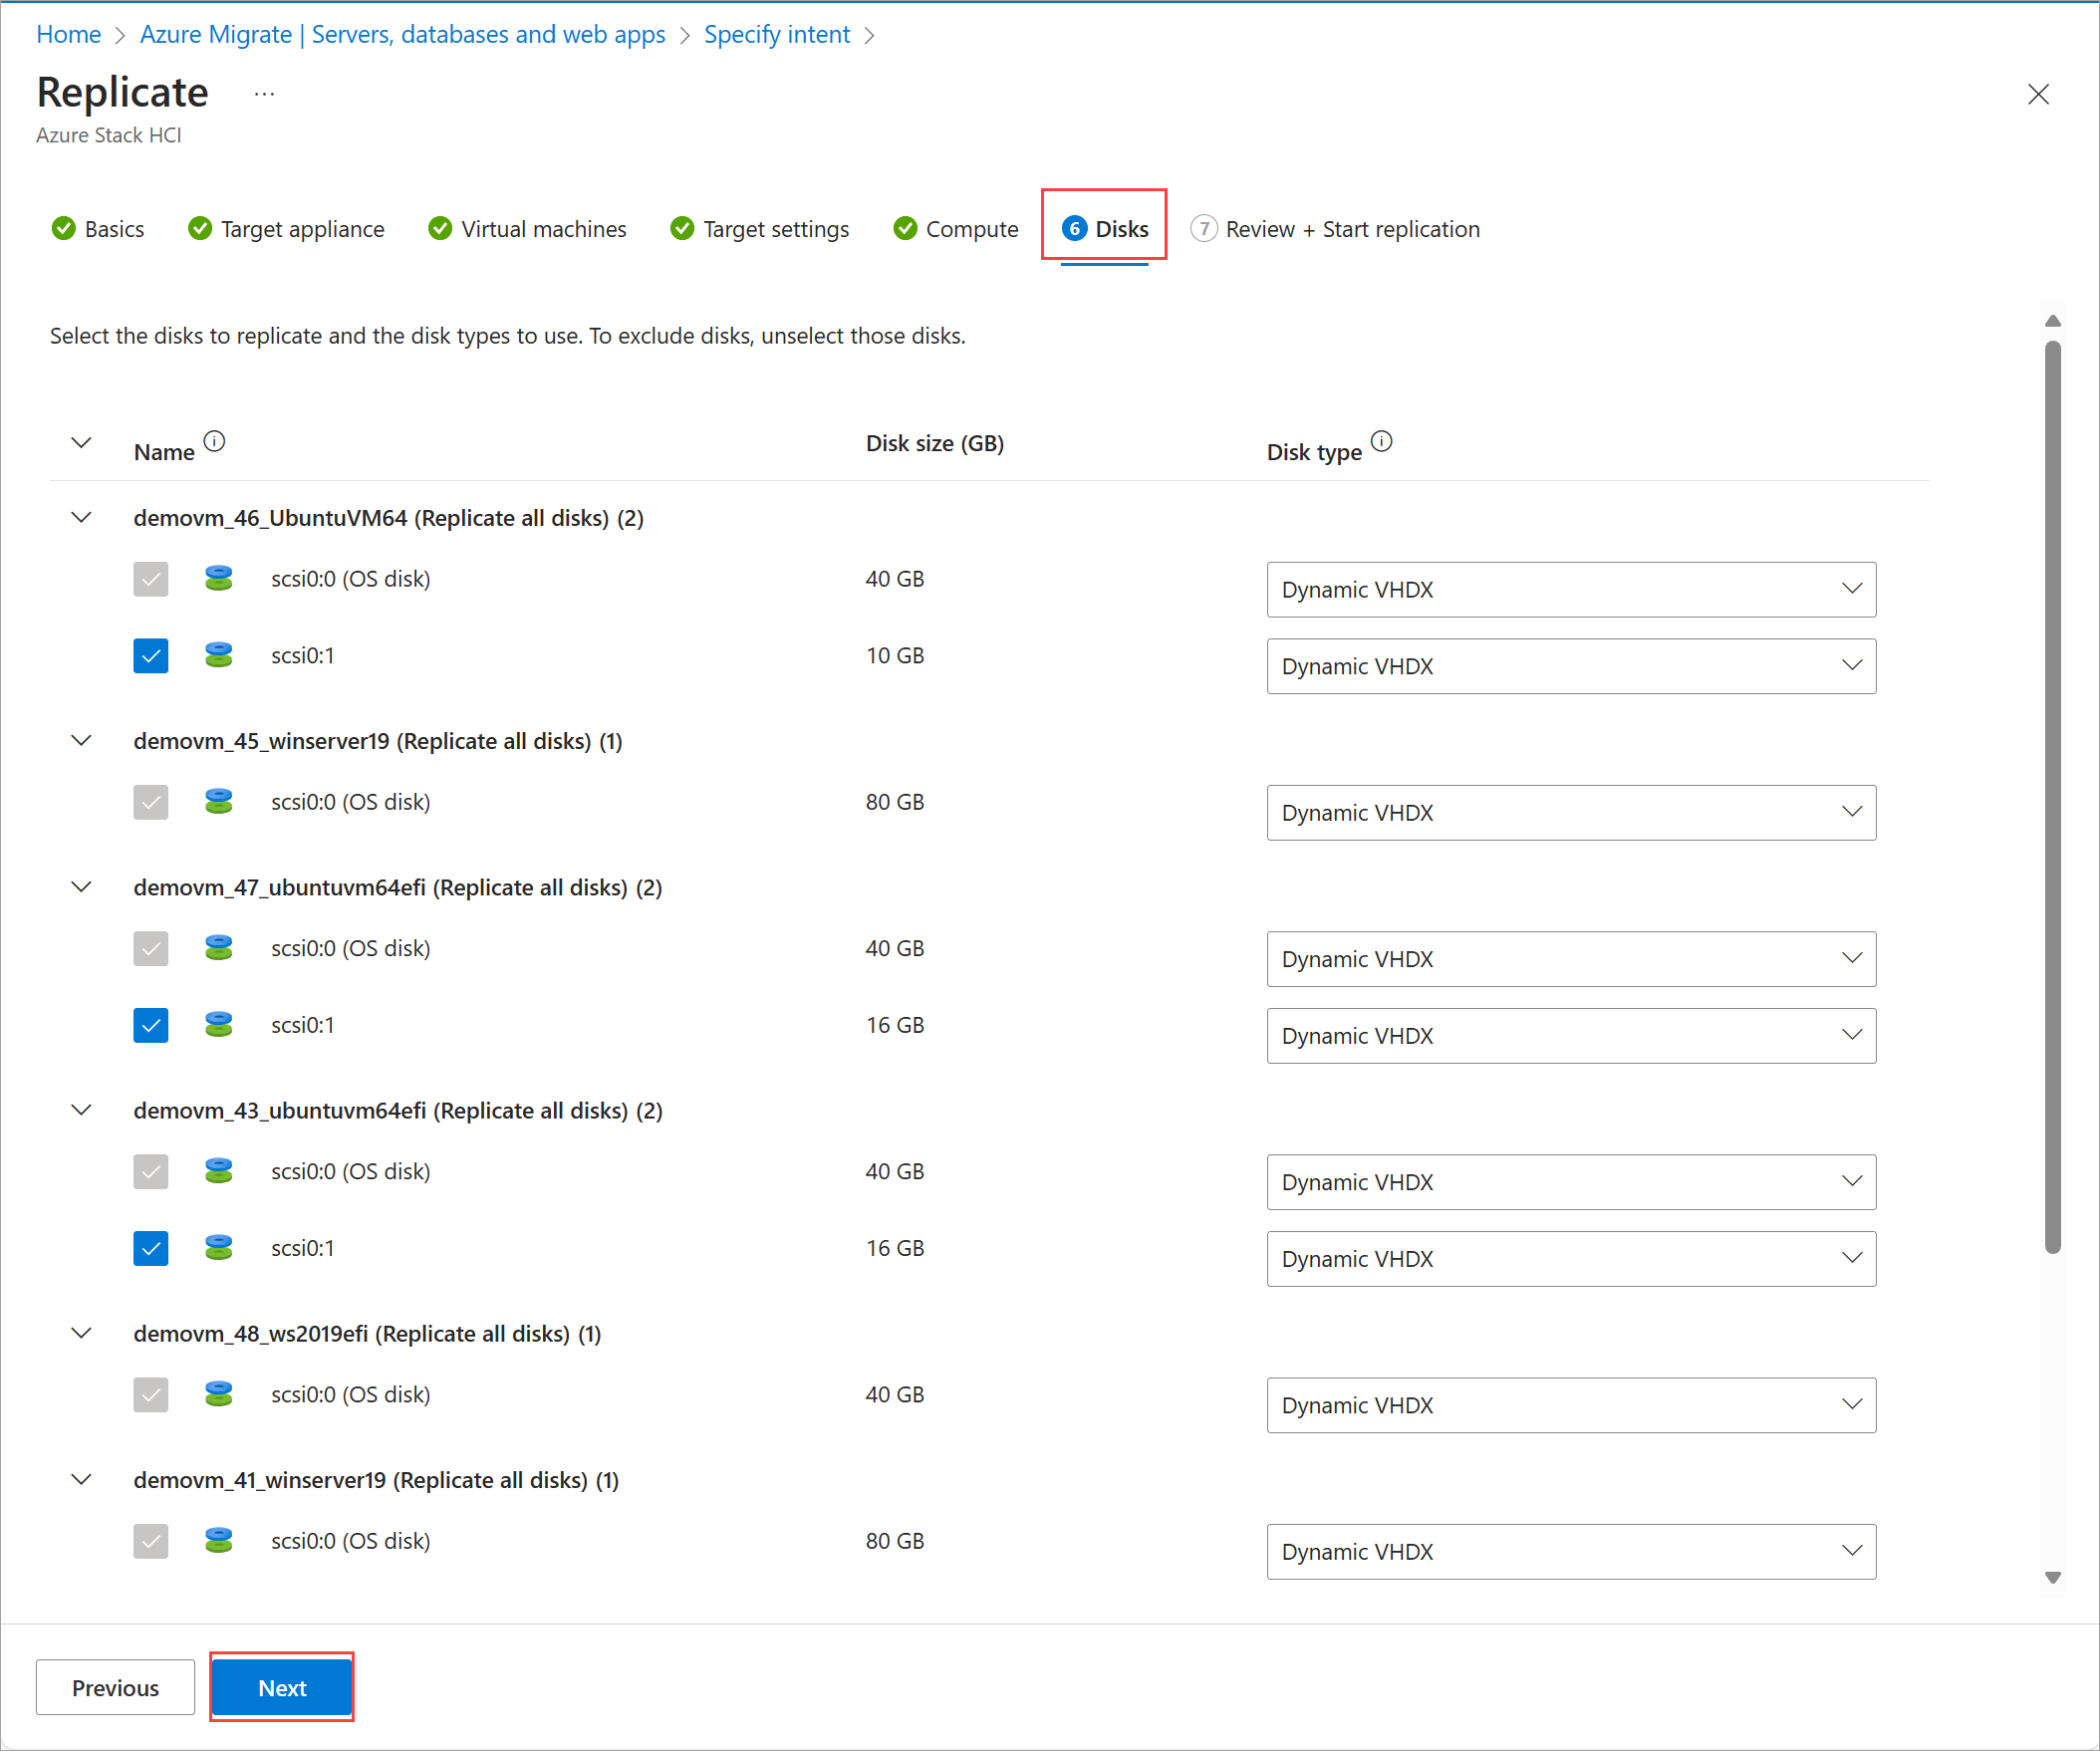 Home > Azure Migrate | Servers, databases and web apps > Specify intent >
Replicate ...
Azure Stack HCI
Basics Target appliance Virtual machines Target settings Compute 6 Disks 7 Review + Start replication
Select the disks to replicate and the disk types to use. To exclude disks, unselect those disks.
Name Disk size (GB) Disk type
demovm_46_UbuntuVM64 (Replicate all disks) (2)
scsi0:0 (OS disk) 40 GB Dynamic VHDX
scsi0:1 10 GB Dynamic VHDX
demovm_45_winserver19 (Replicate all disks) (1)
scsi0:0 (OS disk) 80 GB Dynamic VHDX
demovm_47_ubuntuvm64efi (Replicate all disks) (2)
scsi0:0 (OS disk) 40 GB Dynamic VHDX
scsi0:1 16 GB Dynamic VHDX
demovm_43_ubuntuvm64efi (Replicate all disks) (2)
scsi0:0 (OS disk) 40 GB Dynamic VHDX
scsi0:1 16 GB Dynamic VHDX
demovm_48_ws2019efi (Replicate all disks) (1)
scsi0:0 (OS disk) 40 GB Dynamic VHDX
demovm_41_winserver19 (Replicate all disks) (1)
scsi0:0 (OS disk) 80 GB Dynamic VHDX
Previous Next